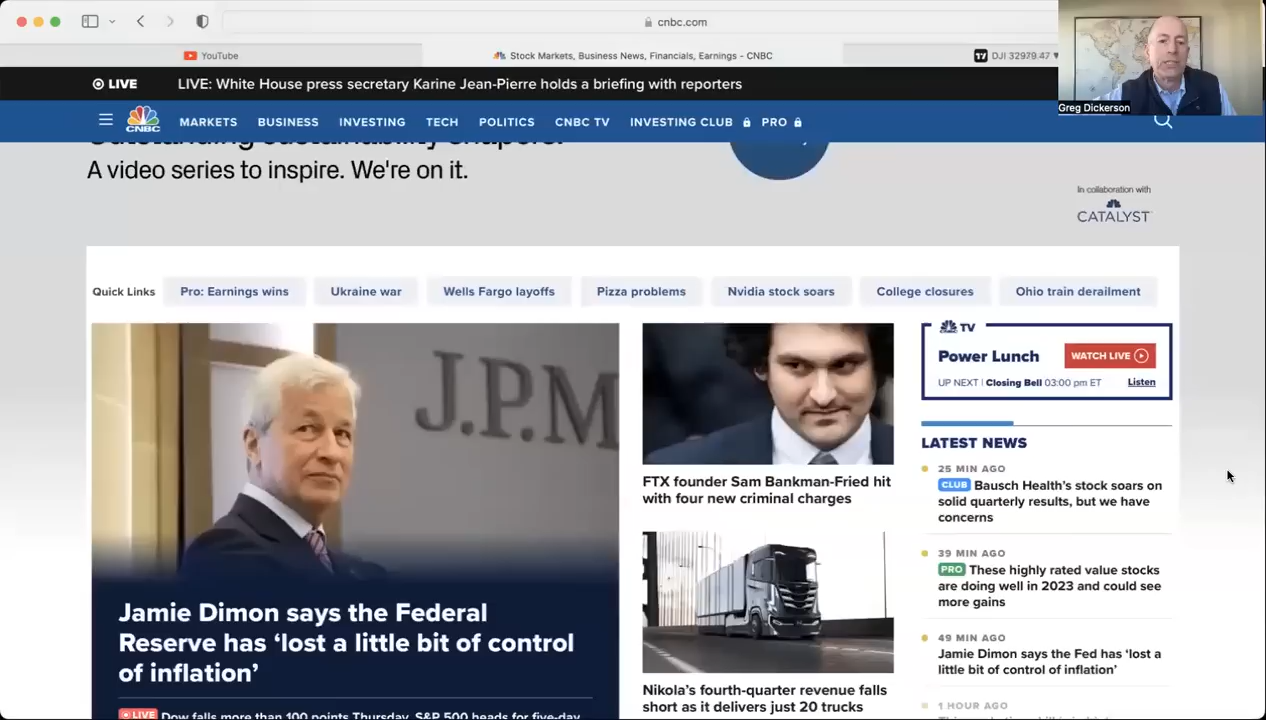 cnbc.com
YouTube
Stock Markets, Business News, Financials, Earnings - CNBC
DJI 32979.47 ▼
Greg Dickerson
LIVE
LIVE: White House press secretary Karine Jean-Pierre holds a briefing with reporters
CNBC
MARKETS BUSINESS INVESTING TECH POLITICS CNBC TV INVESTING CLUB PRO
A video series to inspire. We're on it.
In collaboration with
CATALYST
Quick Links
Pro: Earnings wins
Ukraine war
Wells Fargo layoffs
Pizza problems
Nvidia stock soars
College closures
Ohio train derailment
J.P.M
Jamie Dimon says the Federal
Reserve has ‘lost a little bit of control
of inflation’
LIVE Dow falls more than 100 points Thursday, S&P 500 heads for five-day
FTX founder Sam Bankman-Fried hit
with four new criminal charges
Nikola’s fourth-quarter revenue falls
short as it delivers just 20 trucks
CNBC TV
Power Lunch
WATCH LIVE
UP NEXT | Closing Bell 03:00 pm ET
Listen
LATEST NEWS
25 MIN AGO
CLUB Bausch Health’s stock soars on
solid quarterly results, but we have
concerns
39 MIN AGO
PRO These highly rated value stocks
are doing well in 2023 and could see
more gains
49 MIN AGO
Jamie Dimon says the Fed has ‘lost a
little bit of control of inflation’
1 HOUR AGO